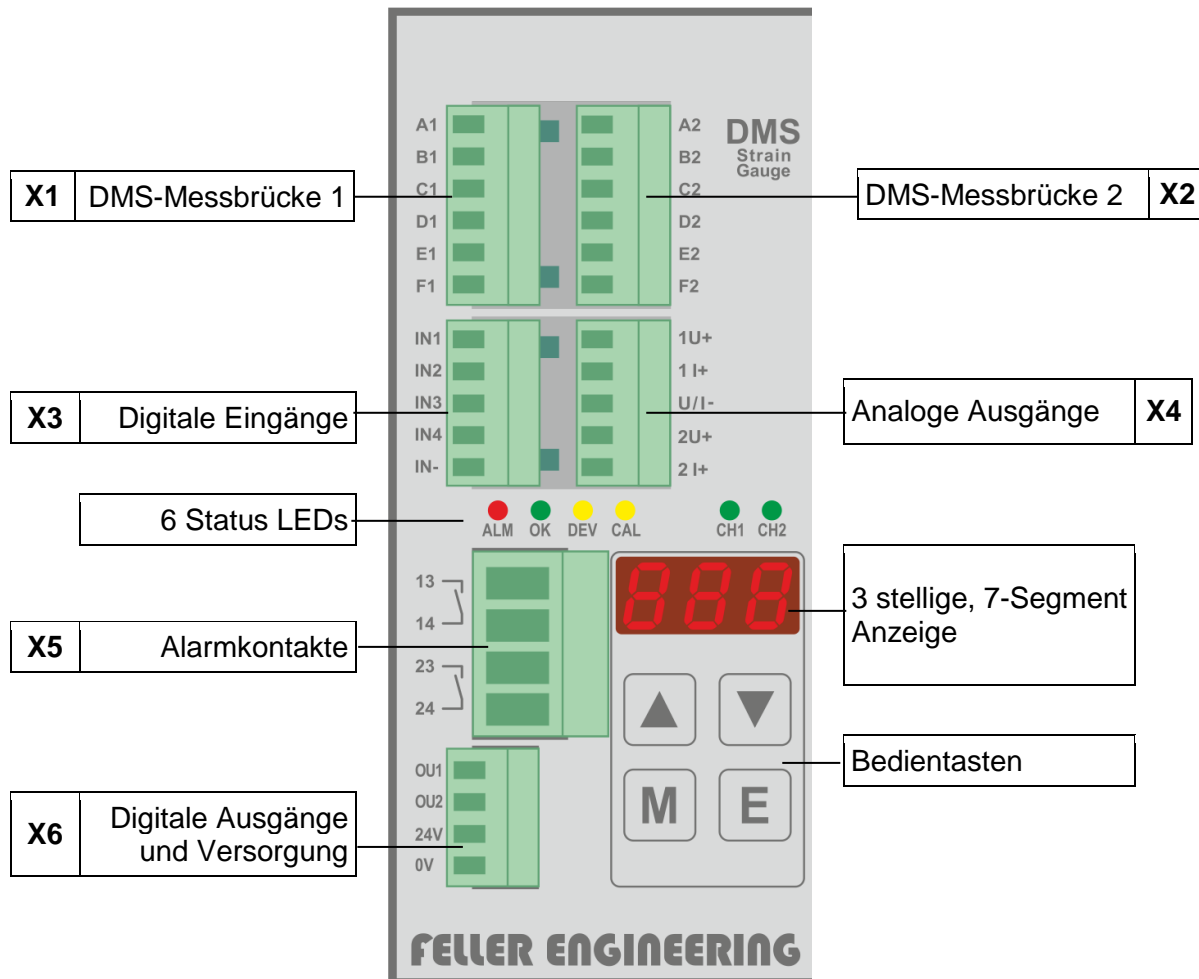 A1
B1
C1
D1
E1
F1
A2
B2
C2
D2
E2
F2
DMS
Strain
Gauge
X1 DMS-Messbrücke 1
DMS-Messbrücke 2 X2
IN1
IN2
IN3
IN4
IN-
1U+
1 I+
U/I-
2U+
2 I+
X3 Digitale Eingänge
Analoge Ausgänge X4
6 Status LEDs
ALM OK DEV CAL CH1 CH2
888
3 stellige, 7-Segment
Anzeige
13
14
23
24
X5 Alarmkontakte
M E
Bedientasten
OU1
OU2
24V
0V
X6 Digitale Ausgänge
und Versorgung
FELLER ENGINEERING